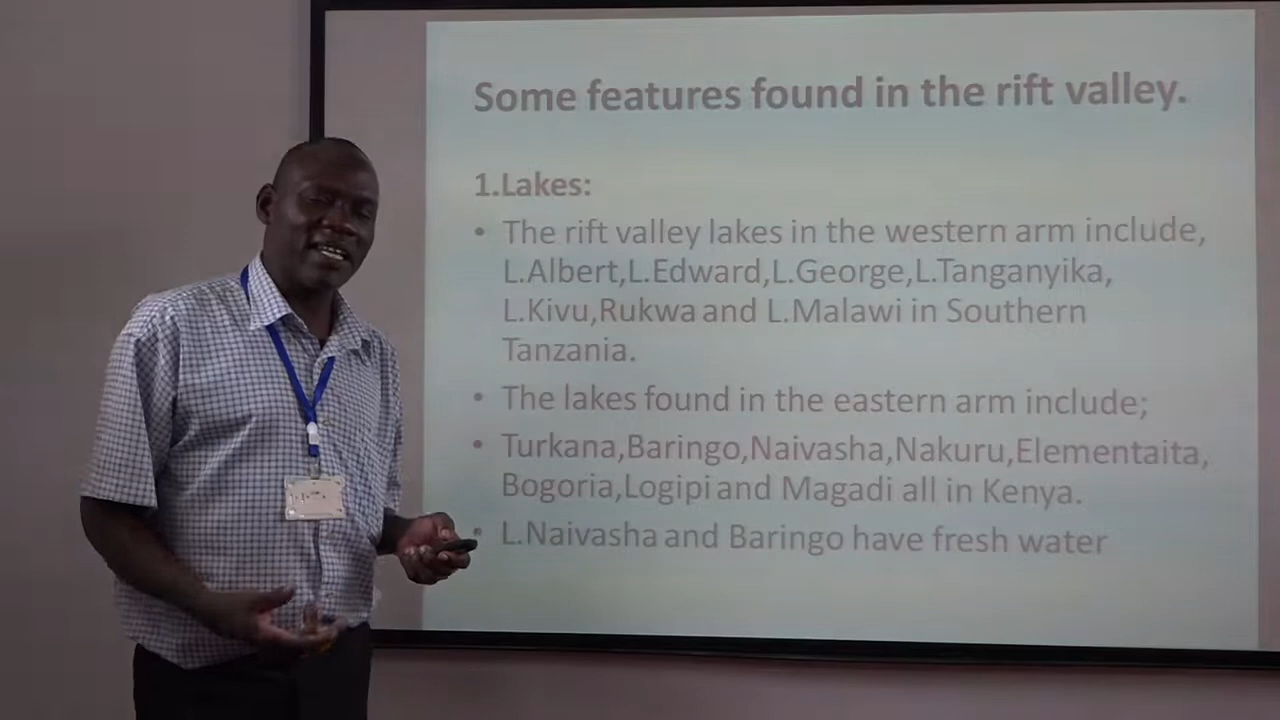 Some features found in the rift valley.
1.Lakes:
• The rift valley lakes in the western arm include,
L.Albert,L.Edward,L.George,L.Tanganyika,
L.Kivu,Rukwa and L.Malawi in Southern
Tanzania.
• The lakes found in the eastern arm include;
• Turkana,Baringo,Naivasha,Nakuru,Elementaita,
Bogoria,Logipi and Magadi all in Kenya.
• L.Naivasha and Baringo have fresh water